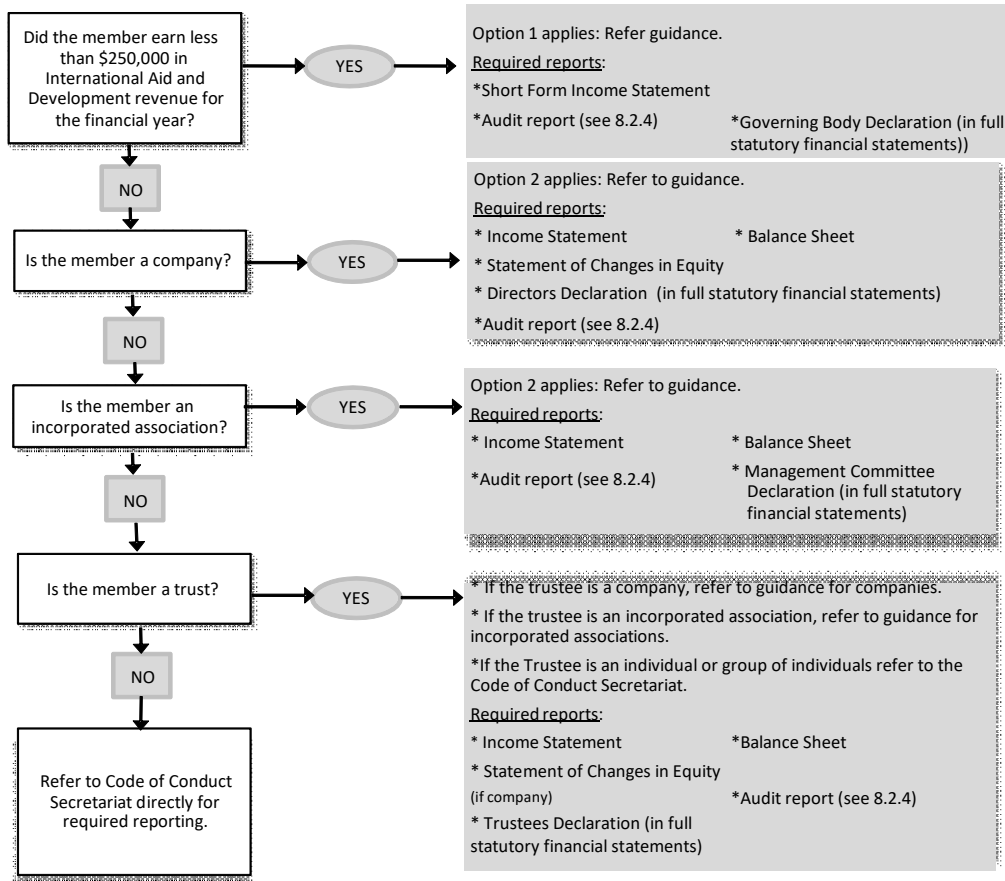 Did the member earn less
than $250,000 in
International Aid and
Development revenue for
the financial year?
YES
Option 1 applies: Refer guidance.
Required reports:
*Short Form Income Statement
*Audit report (see 8.2.4)
*Governing Body Declaration (in full
statutory financial statements))
NO
Is the member a company?
YES
Option 2 applies: Refer to guidance.
Required reports:
* Income Statement
* Balance Sheet
* Statement of Changes in Equity
* Directors Declaration (in full statutory financial statements)
*Audit report (see 8.2.4)
NO
Is the member an
incorporated association?
YES
Option 2 applies: Refer to guidance.
Required reports:
* Income Statement
* Balance Sheet
*Audit report (see 8.2.4)
* Management Committee
Declaration (in full statutory
financial statements)
NO
Is the member a trust?
YES
* If the trustee is a company, refer to guidance for companies.
* If the trustee is an incorporated association, refer to guidance for
incorporated associations.
*If the Trustee is an individual or group of individuals refer to the
Code of Conduct Secretariat.
Required reports:
* Income Statement
*Balance Sheet
* Statement of Changes in Equity
(if company)
*Audit report (see 8.2.4)
* Trustees Declaration (in full
statutory financial statements)
NO
Refer to Code of Conduct
Secretariat directly for
required reporting.